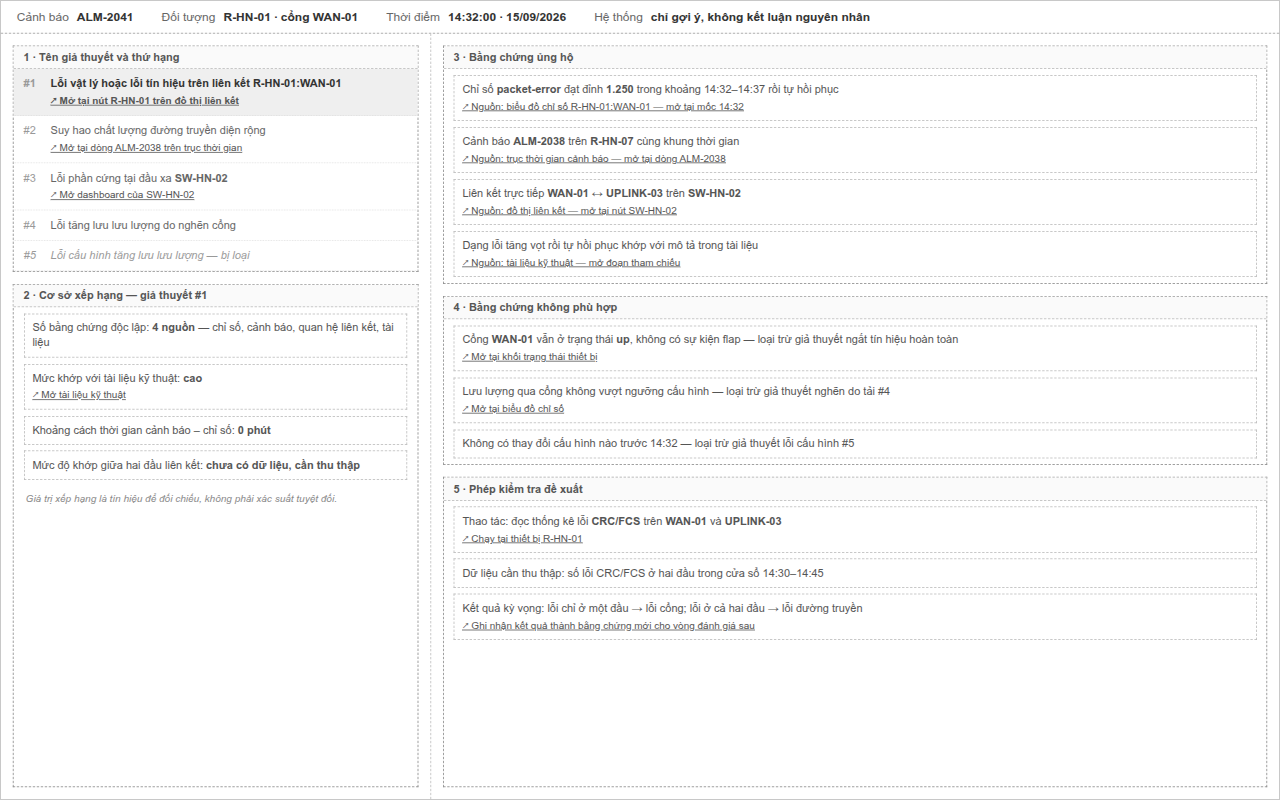 Cảnh báo ALM-2041 Đối tượng R-HN-01 · cổng WAN-01 Thời điểm 14:32:00 · 15/09/2026 Hệ thống chỉ gợi ý, không kết luận nguyên nhân
1 · Tên giả thuyết và thứ hạng
#1 Lỗi vật lý hoặc lỗi tín hiệu trên liên kết R-HN-01:WAN-01
↗ Mở tại nút R-HN-01 trên đồ thị liên kết
#2 Suy hao chất lượng đường truyền diện rộng
↗ Mở tại dòng ALM-2038 trên trục thời gian
#3 Lỗi phần cứng tại đầu xa SW-HN-02
↗ Mở dashboard của SW-HN-02
#4 Lỗi tăng lưu lưu lượng do nghẽn cổng
#5 Lỗi cấu hình tăng lưu lưu lượng — bị loại
2 · Cơ sở xếp hạng — giả thuyết #1
Số bằng chứng độc lập: 4 nguồn — chỉ số, cảnh báo, quan hệ liên kết, tài
liệu
Mức khớp với tài liệu kỹ thuật: cao
↗ Mở tài liệu kỹ thuật
Khoảng cách thời gian cảnh báo – chỉ số: 0 phút
Mức độ khớp giữa hai đầu liên kết: chưa có dữ liệu, cần thu thập
Giá trị xếp hạng là tín hiệu để đối chiếu, không phải xác suất tuyệt đối.
3 · Bằng chứng ủng hộ
Chỉ số packet-error đạt đỉnh 1.250 trong khoảng 14:32–14:37 rồi tự hồi phục
↗ Nguồn: biểu đồ chỉ số R-HN-01:WAN-01 — mở tại mốc 14:32
Cảnh báo ALM-2038 trên R-HN-07 cùng khung thời gian
↗ Nguồn: trục thời gian cảnh báo — mở tại dòng ALM-2038
Liên kết trực tiếp WAN-01 ↔ UPLINK-03 trên SW-HN-02
↗ Nguồn: đồ thị liên kết — mở tại nút SW-HN-02
Dạng lỗi tăng vọt rồi tự hồi phục khớp với mô tả trong tài liệu
↗ Nguồn: tài liệu kỹ thuật — mở đoạn tham chiếu
4 · Bằng chứng không phù hợp
Cổng WAN-01 vẫn ở trạng thái up, không có sự kiện flap — loại trừ giả thuyết ngắt tín hiệu hoàn toàn
↗ Mở tại khối trạng thái thiết bị
Lưu lượng qua cổng không vượt ngưỡng cấu hình — loại trừ giả thuyết nghẽn do tải #4
↗ Mở tại biểu đồ chỉ số
Không có thay đổi cấu hình nào trước 14:32 — loại trừ giả thuyết lỗi cấu hình #5
5 · Phép kiểm tra đề xuất
Thao tác: đọc thống kê lỗi CRC/FCS trên WAN-01 và UPLINK-03
↗ Chạy tại thiết bị R-HN-01
Dữ liệu cần thu thập: số lỗi CRC/FCS ở hai đầu trong cửa sổ 14:30–14:45
Kết quả kỳ vọng: lỗi chỉ ở một đầu → lỗi cổng; lỗi ở cả hai đầu → lỗi đường truyền
↗ Ghi nhận kết quả thành bằng chứng mới cho vòng đánh giá sau